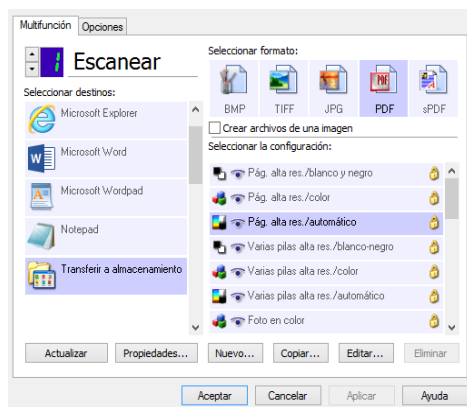 Multifunción
Opciones
1
Escanear
Seleccionar destinos:
Microsoft Explorer
Microsoft Word
Microsoft Wordpad
Notepad
Transferir a almacenamiento
Actualizar
Propiedades...
Seleccionar formato:
BMP
TIFF
JPG
PDF
sPDF
Crear archivos de una imagen
Seleccionar la configuración:
Pág. alta res./blanco y negro
Pág. alta res./color
Pág. alta res./automático
Varias pilas alta res./blanco-negro
Varias pilas alta res./color
Varias pilas alta res./automático
Foto en color
Nuevo...
Copiar...
Editar...
Eliminar
Aceptar
Cancelar
Aplicar
Ayuda